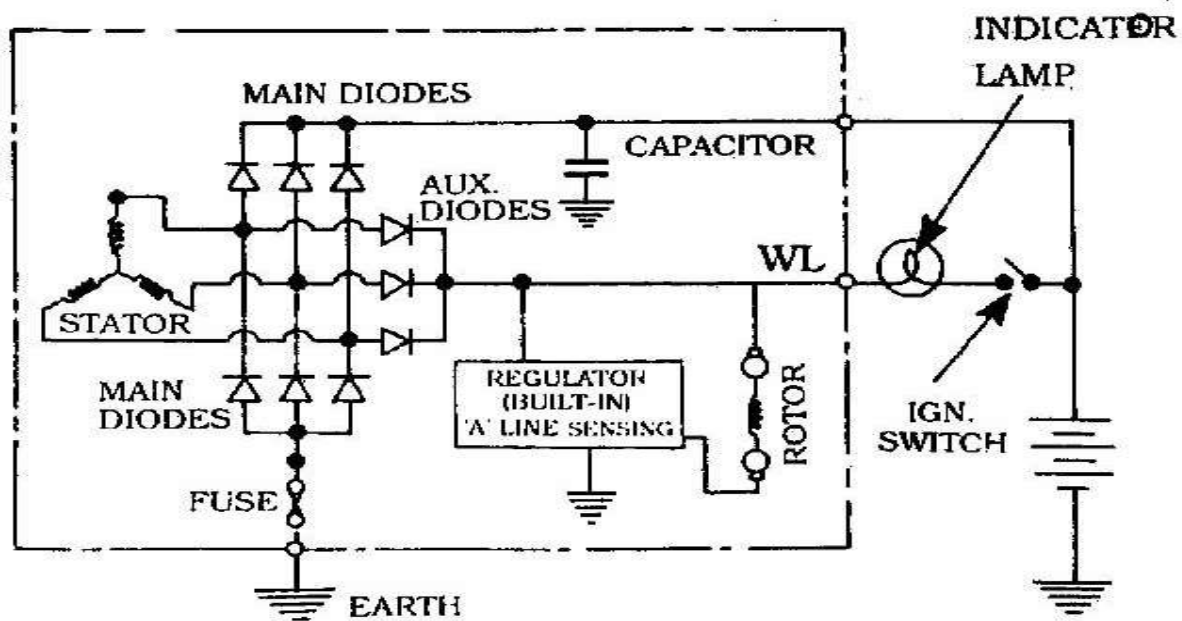 INDICATOR
LAMP
MAIN DIODES
CAPACITOR
AUX.
DIODES
WL
STATOR
MAIN
DIODES
REGULATOR
(BUILT-IN)
'A' LINE SENSING
ROTOR
IGN.
SWITCH
FUSE
EARTH